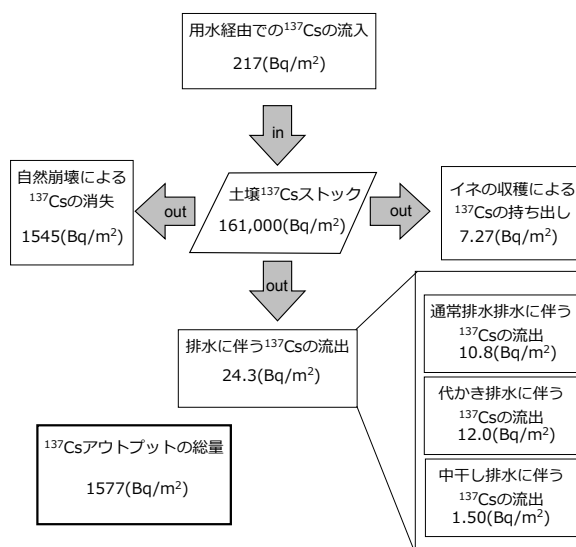 用水経由での¹³⁷Csの流入
217(Bq/m²)
in
自然崩壊による
¹³⁷Csの消失
1545(Bq/m²)
out
土壌¹³⁷Csストック
161,000(Bq/m²)
out
イネの収穫による
¹³⁷Csの持ち出し
7.27(Bq/m²)
out
排水に伴う¹³⁷Csの流出
24.3(Bq/m²)
通常排水排水に伴う
¹³⁷Csの流出
10.8(Bq/m²)
代かき排水に伴う
¹³⁷Csの流出
12.0(Bq/m²)
中干し排水に伴う
¹³⁷Csの流出
1.50(Bq/m²)
¹³⁷Csアウトプットの総量
1577(Bq/m²)